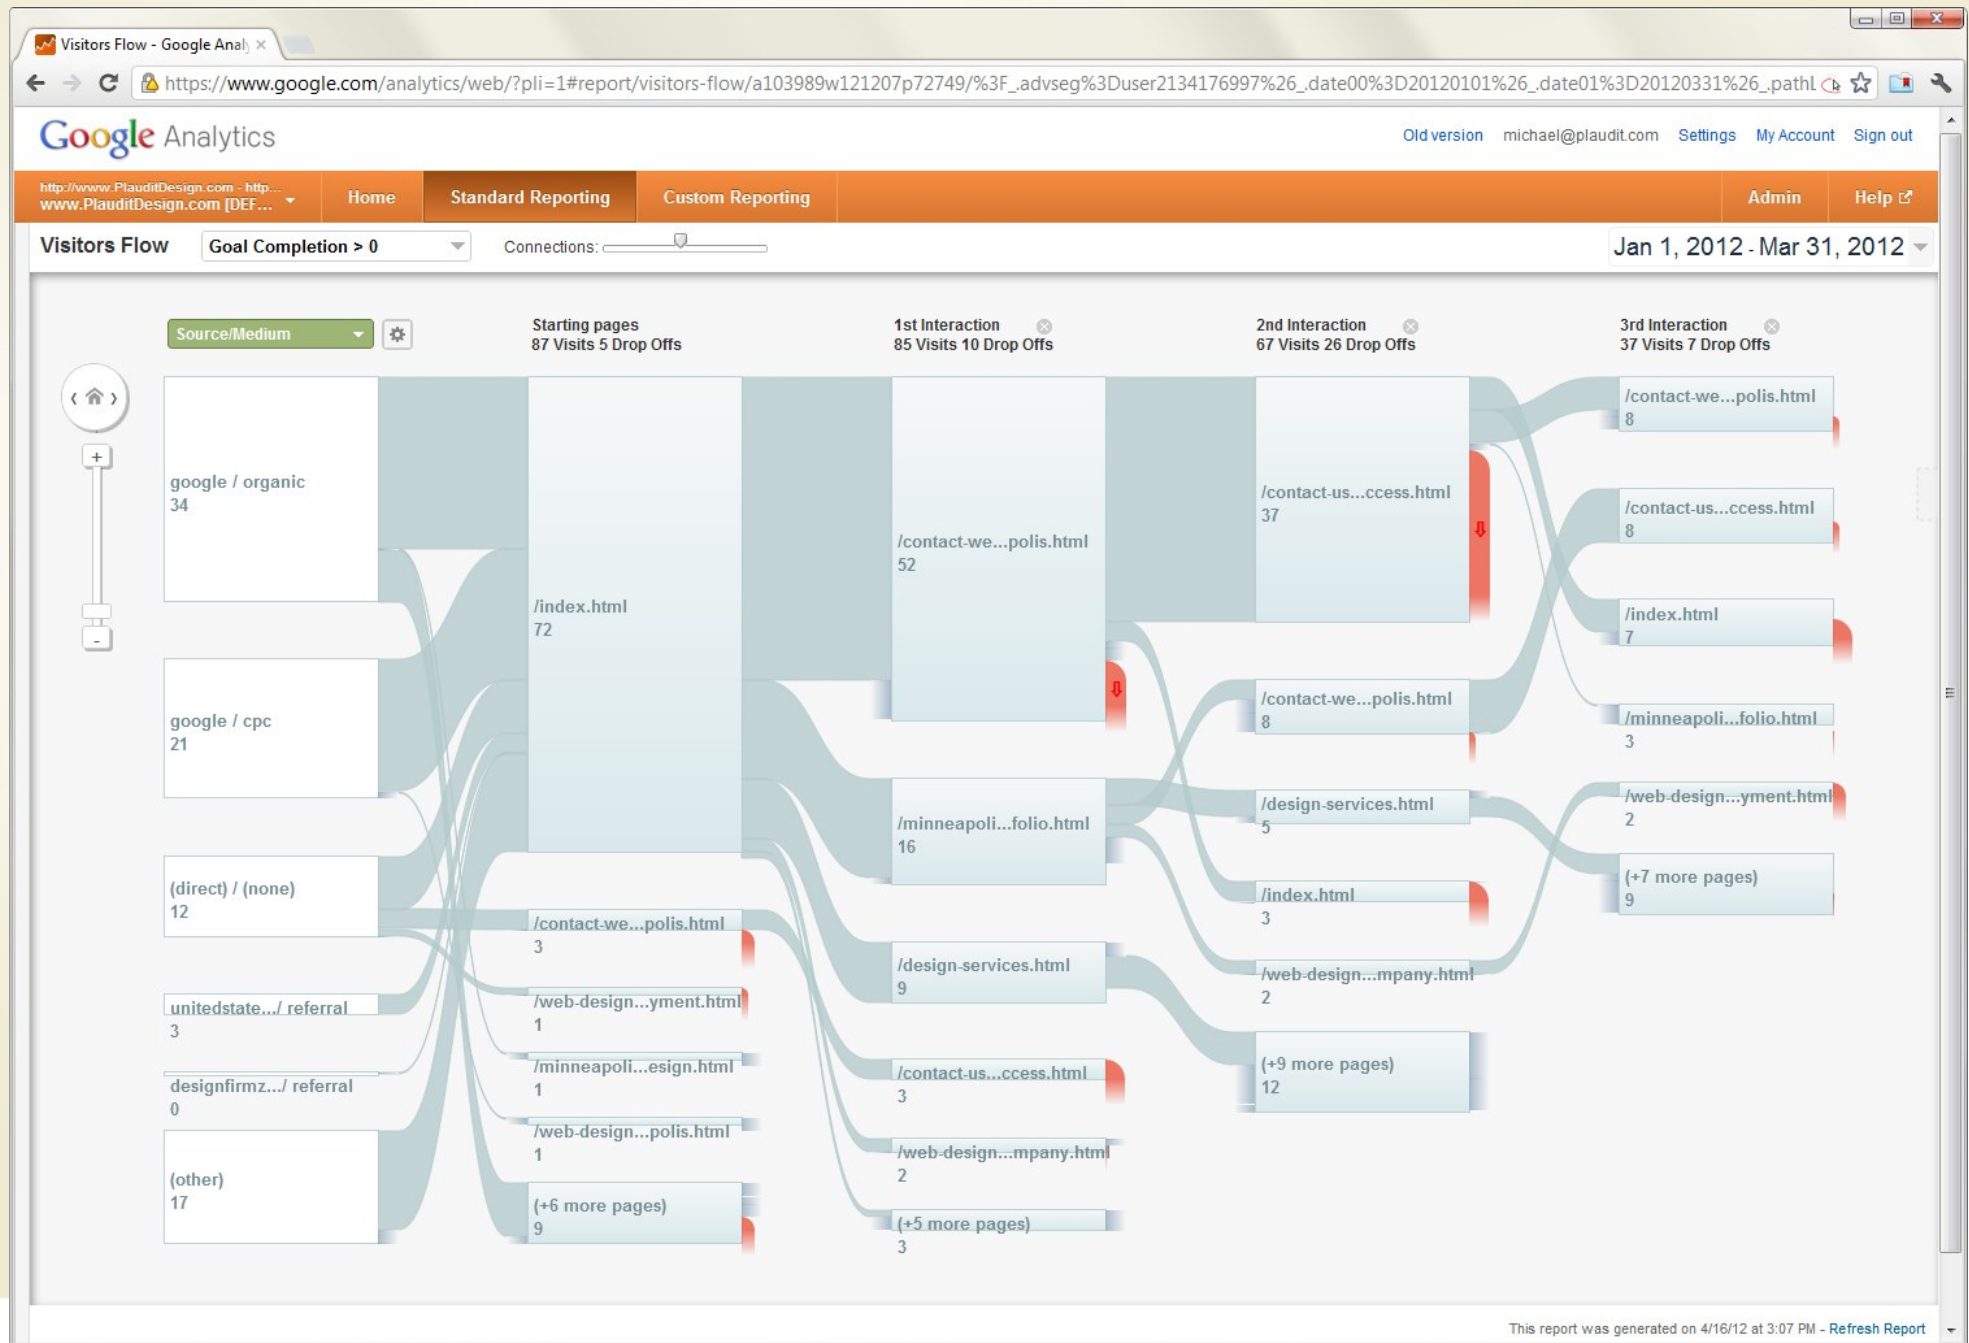 Visitors Flow - Google Analy
https://www.google.com/analytics/web/?pli=1#report/visitors-flow/a103989w121207p72749/%3F_.advseg%3Duser2134176997%26_.date00%3D20120101%26_.date01%3D20120331%26_.pathL
Google Analytics
Old version michael@plaudit.com Settings My Account Sign out
http://www.PlauditDesign.com - http...
www.PlauditDesign.com [DEF...
Home Standard Reporting Custom Reporting Admin Help
Visitors Flow Goal Completion > 0 Connections: Jan 1, 2012 - Mar 31, 2012
Source/Medium
google / organic
34
google / cpc
21
(direct) / (none)
12
unitedstate.../ referral
3
designfirmz.../ referral
0
(other)
17
Starting pages
87 Visits 5 Drop Offs
/index.html
72
/contact-we...polis.html
3
/web-design...yment.html
1
/minneapoli...esign.html
1
/web-design...polis.html
1
(+6 more pages)
9
1st Interaction
85 Visits 10 Drop Offs
/contact-we...polis.html
52
/minneapoli...folio.html
16
/design-services.html
9
/contact-us...ccess.html
3
/web-design...mpany.html
2
(+5 more pages)
3
2nd Interaction
67 Visits 26 Drop Offs
/contact-us...ccess.html
37
/contact-we...polis.html
8
/design-services.html
5
/index.html
3
/web-design...mpany.html
2
(+9 more pages)
12
3rd Interaction
37 Visits 7 Drop Offs
/contact-we...polis.html
8
/contact-us...ccess.html
8
/index.html
7
/minneapoli...folio.html
3
/web-design...yment.html
2
(+7 more pages)
9
This report was generated on 4/16/12 at 3:07 PM - Refresh Report